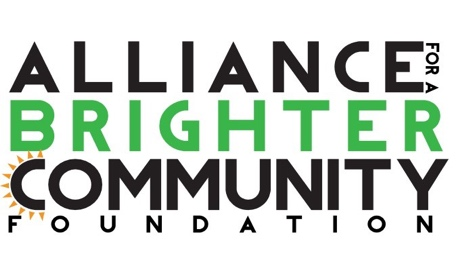 ALLIANCE
FOR A
BRIGHTER
COMMUNITY
FOUNDATION